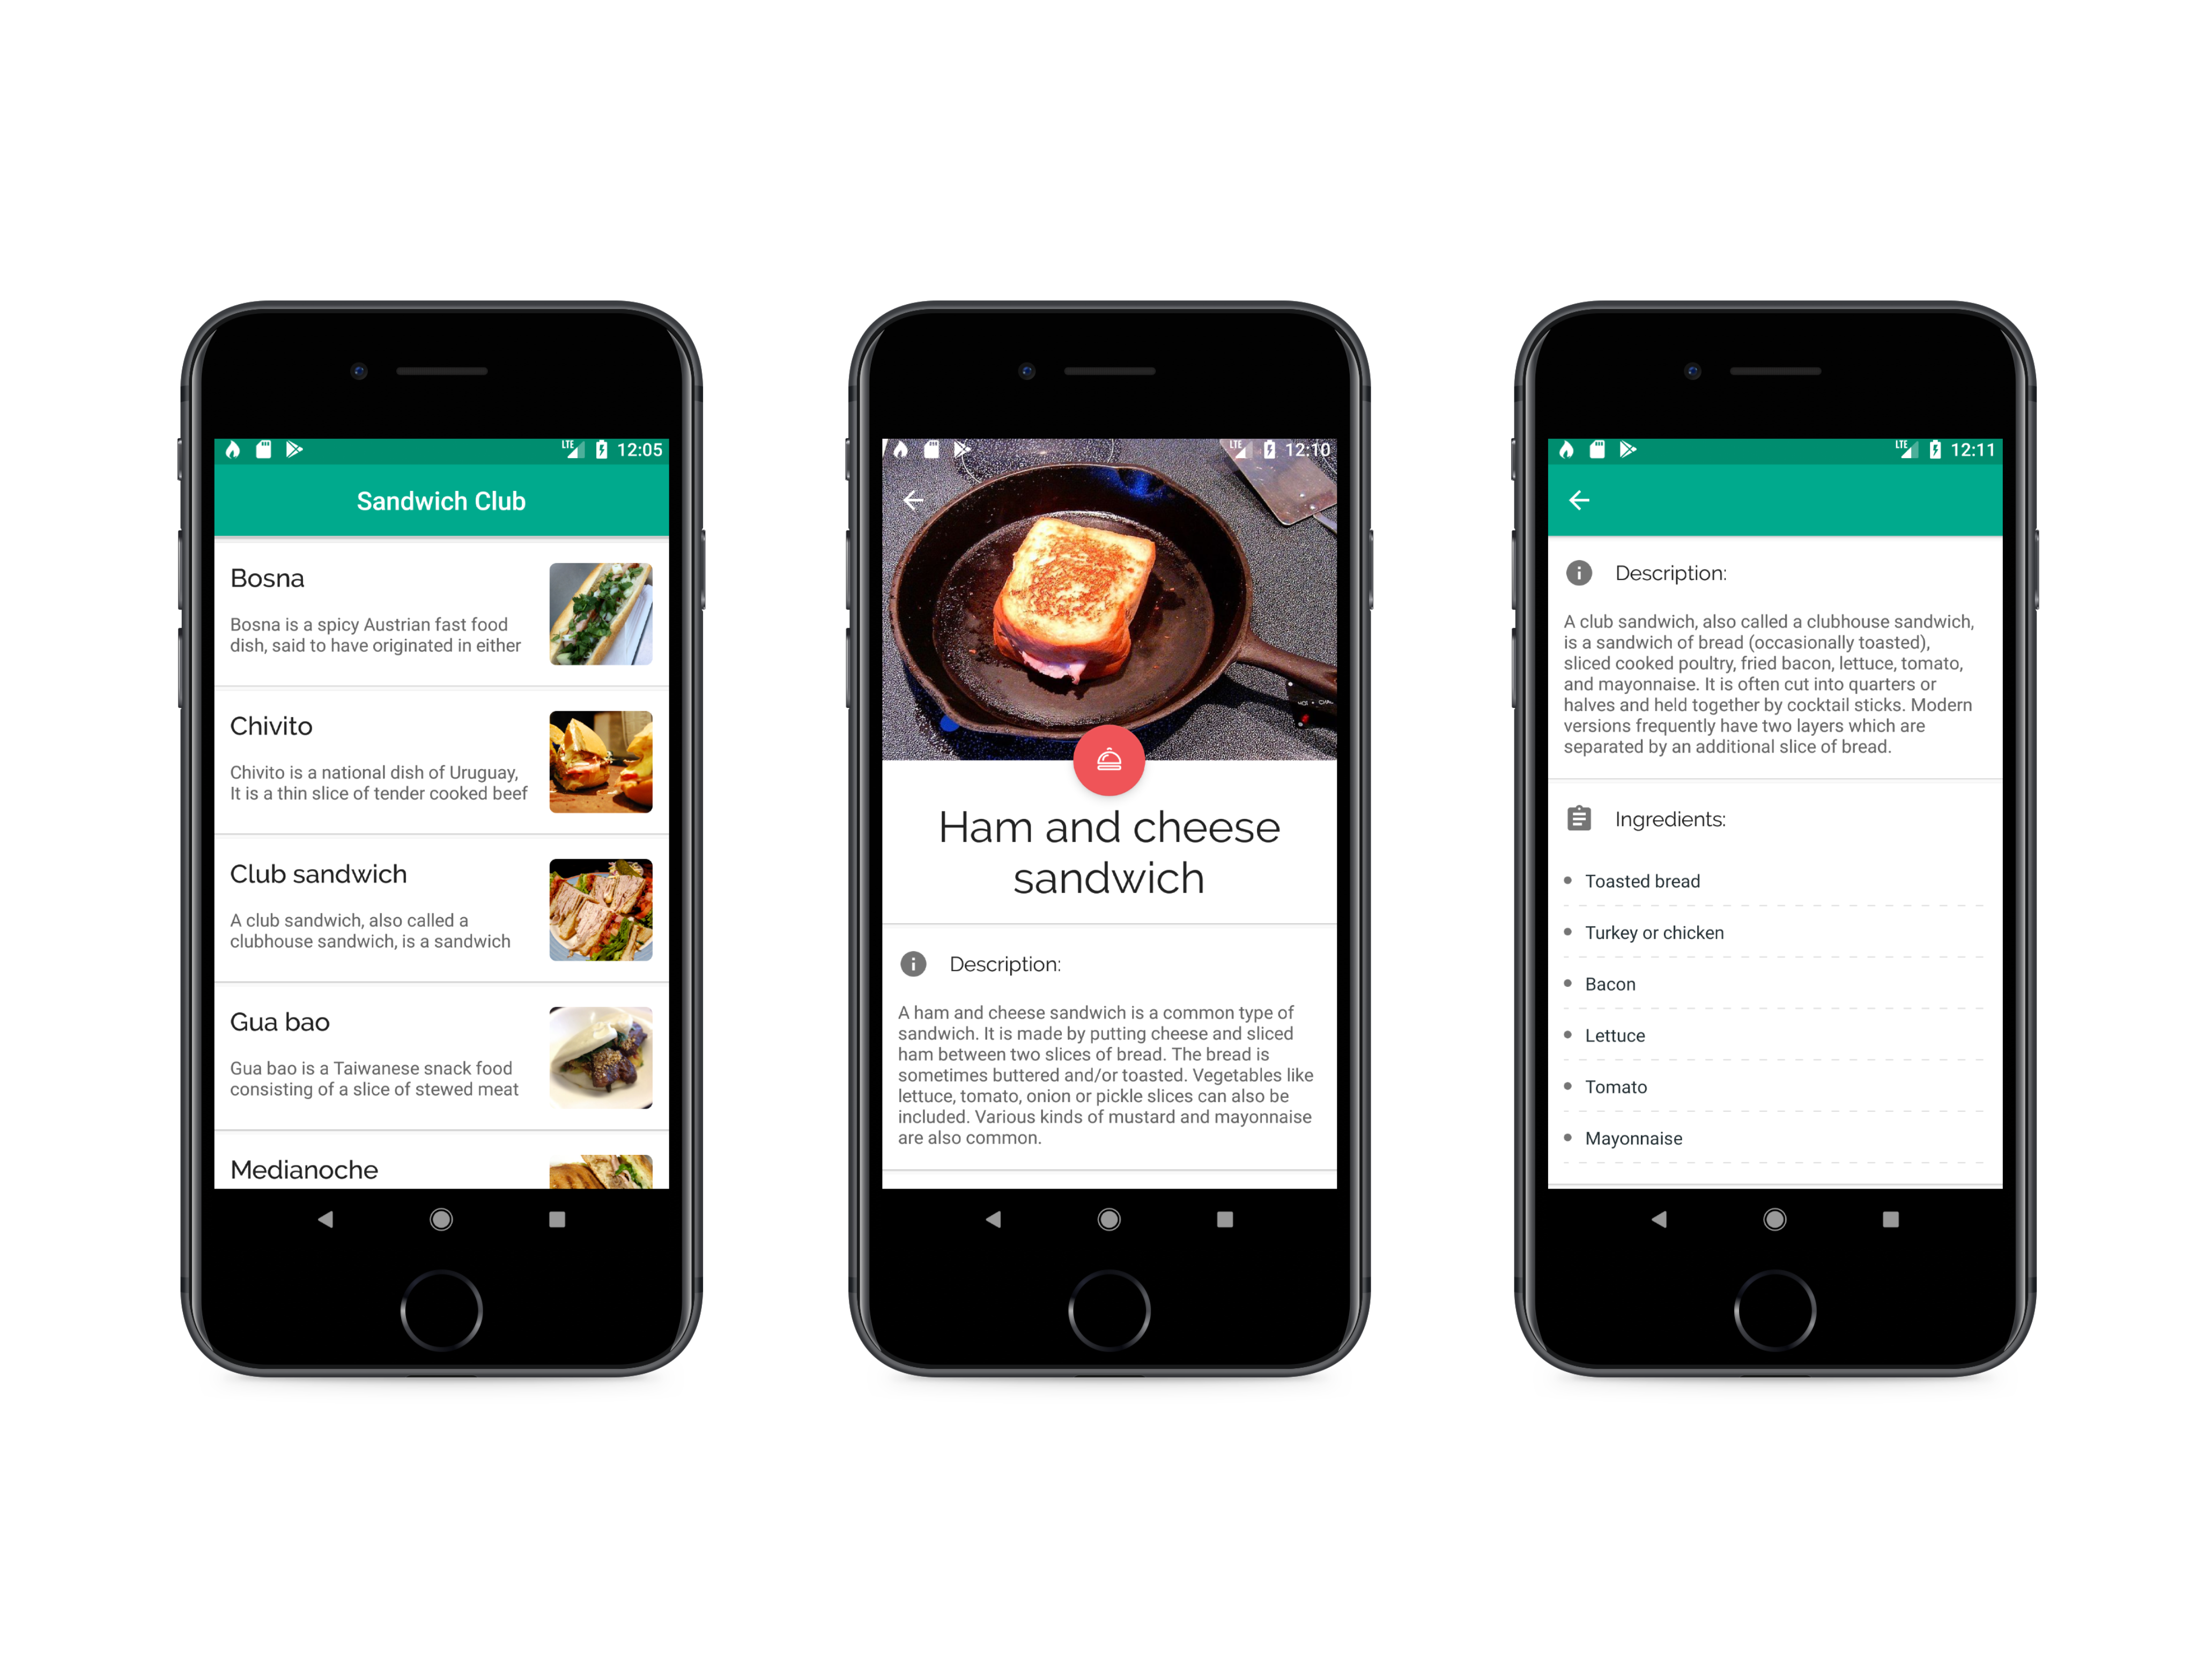 LTE 12:05
Sandwich Club
Bosna
Bosna is a spicy Austrian fast food
dish, said to have originated in either
Chivito
Chivito is a national dish of Uruguay,
It is a thin slice of tender cooked beef
Club sandwich
A club sandwich, also called a
clubhouse sandwich, is a sandwich
Gua bao
Gua bao is a Taiwanese snack food
consisting of a slice of stewed meat
Medianoche
LTE 12:10
Ham and cheese
sandwich
Description:
A ham and cheese sandwich is a common type of
sandwich. It is made by putting cheese and sliced
ham between two slices of bread. The bread is
sometimes buttered and/or toasted. Vegetables like
lettuce, tomato, onion or pickle slices can also be
included. Various kinds of mustard and mayonnaise
are also common.
LTE 12:11
Description:
A club sandwich, also called a clubhouse sandwich,
is a sandwich of bread (occasionally toasted),
sliced cooked poultry, fried bacon, lettuce, tomato,
and mayonnaise. It is often cut into quarters or
halves and held together by cocktail sticks. Modern
versions frequently have two layers which are
separated by an additional slice of bread.
Ingredients:
Toasted bread
Turkey or chicken
Bacon
Lettuce
Tomato
Mayonnaise